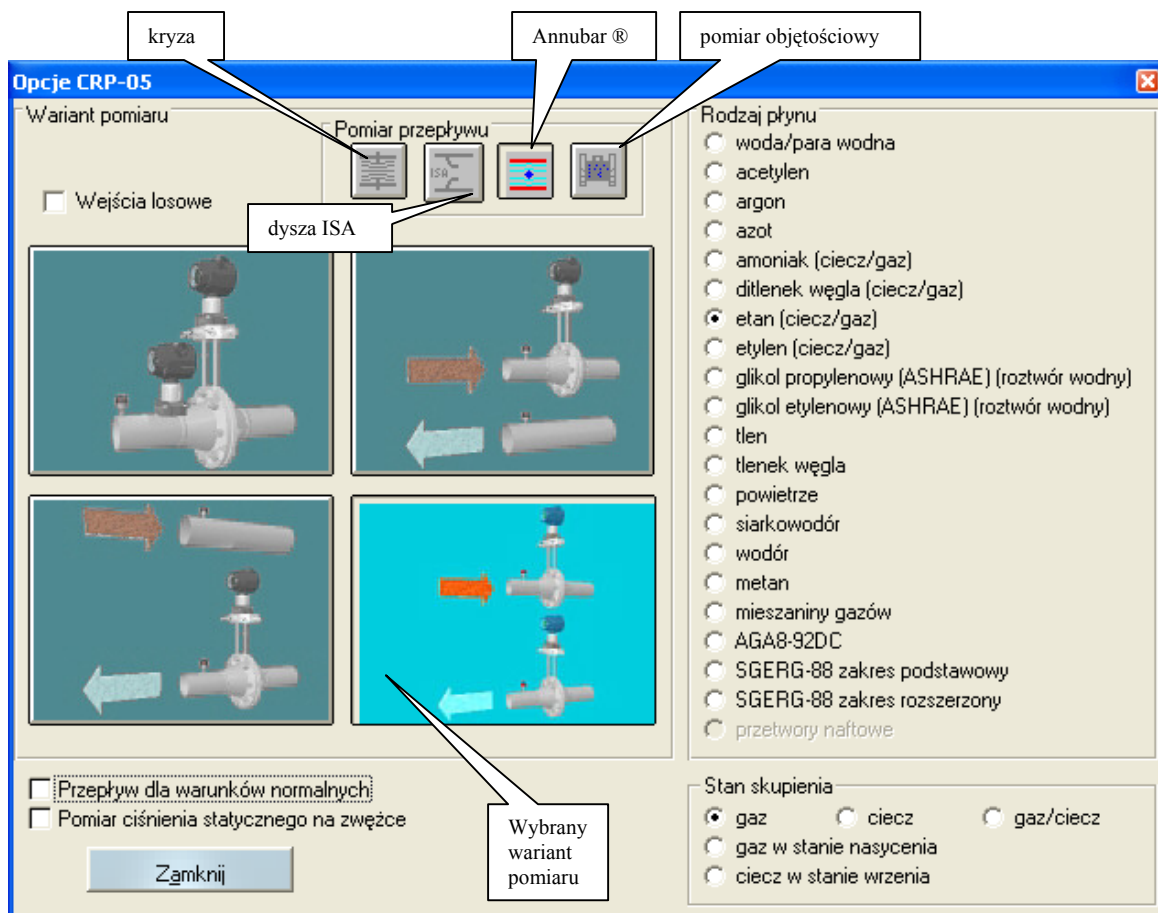 kryza
Annubar ®
pomiar objętościowy
Opcje CRP-05
Wariant pomiaru
Pomiar przepływu
ISA
Wejścia losowe
dysza ISA
Rodzaj płynu
woda/para wodna
acetylen
argon
azot
amoniak (ciecz/gaz)
ditlenek węgla (ciecz/gaz)
etan (ciecz/gaz)
etylen (ciecz/gaz)
glikol propylenowy (ASHRAE) (roztwór wodny)
glikol etylenowy (ASHRAE) (roztwór wodny)
tlen
tlenek węgla
powietrze
siarkowodór
wodór
metan
mieszaniny gazów
AGA8-92DC
SGERG-88 zakres podstawowy
SGERG-88 zakres rozszerzony
przetwory naftowe
Przepływ dla warunków normalnych
Pomiar ciśnienia statycznego na zwężce
Zamknij
Wybrany
wariant
pomiaru
Stan skupienia
gaz ciecz gaz/ciecz
gaz w stanie nasycenia
ciecz w stanie wrzenia